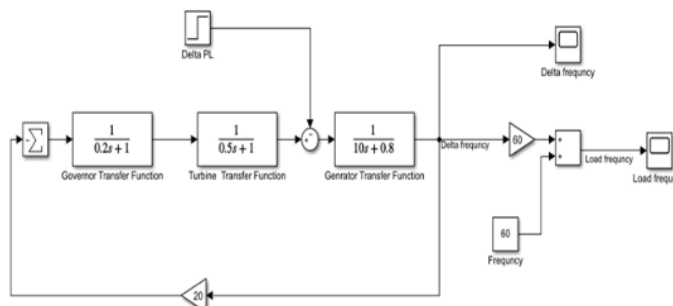 Delta PL
Delta frequncy
1
0.2s+1
Governor Transfer Function
1
0.5s+1
Turbine Transfer Function
1
10s+0.8
Genrator Transfer Function
Delta frequncy
60
Load frequncy
Load frequ
60
Frequncy
20